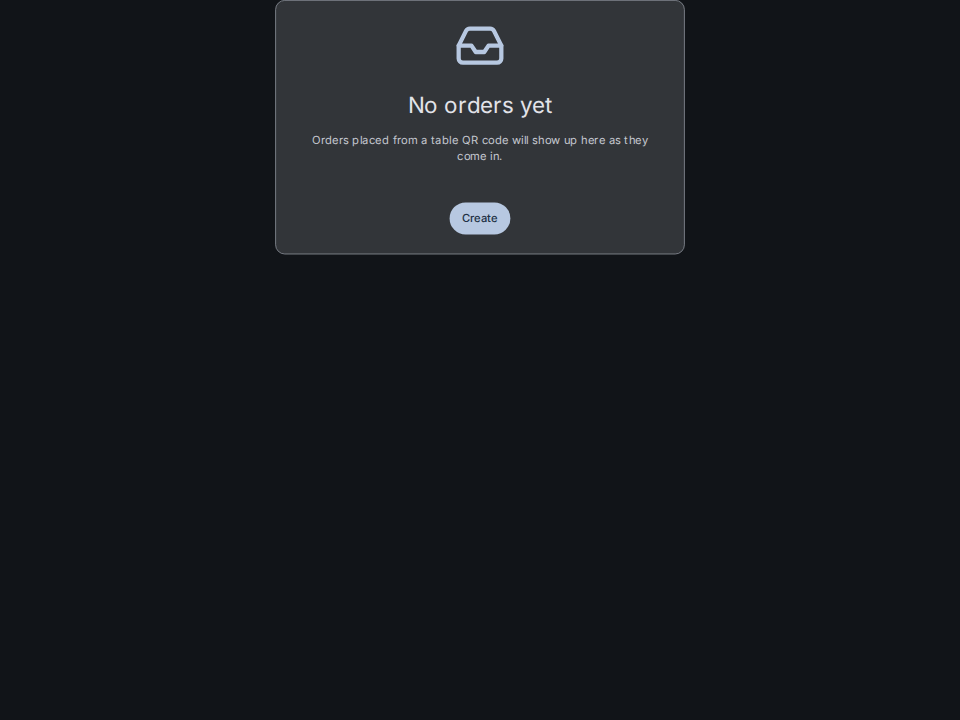 No orders yet
Orders placed from a table QR code will show up here as they
come in.
Create